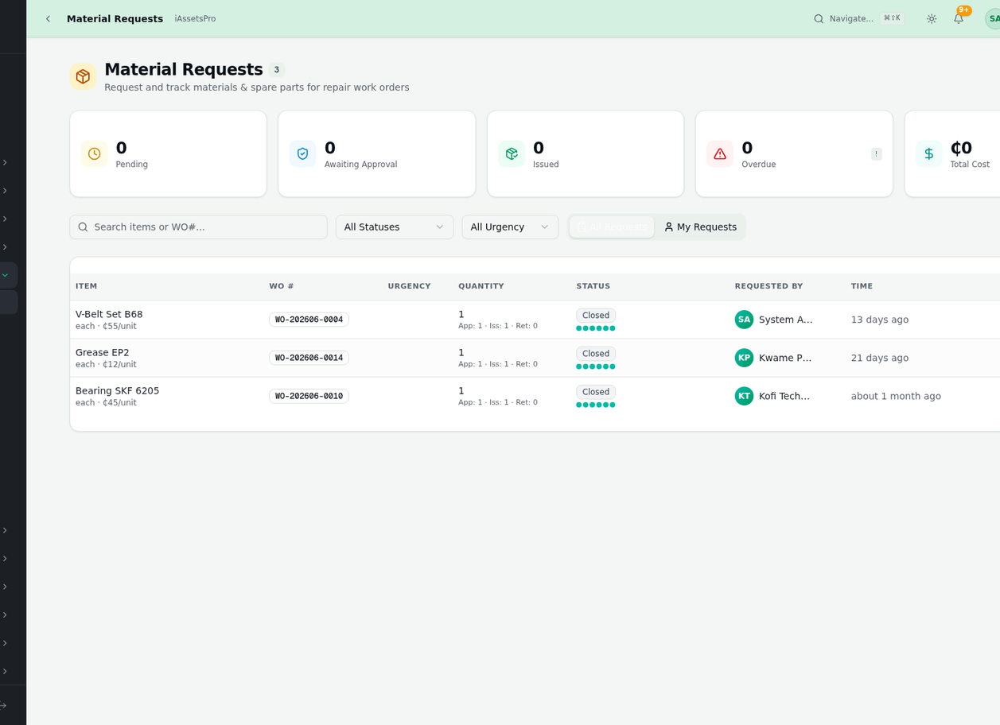 Material Requests iAssetsPro Navigate... ⌘⇧K 9+ SA
Material Requests 3
Request and track materials & spare parts for repair work orders
0 0 0 0 ₵0
Pending Awaiting Approval Issued Overdue ! Total Cost
Search items or WO#... All Statuses All Urgency All Requests My Requests
ITEM WO # URGENCY QUANTITY STATUS REQUESTED BY TIME
V-Belt Set B68 WO-202606-0004 1 Closed SA System A... 13 days ago
each · ₵55/unit App: 1 · Iss: 1 · Ret: 0
Grease EP2 WO-202606-0014 1 Closed KP Kwame P... 21 days ago
each · ₵12/unit App: 1 · Iss: 1 · Ret: 0
Bearing SKF 6205 WO-202606-0010 1 Closed KT Kofi Tech... about 1 month ago
each · ₵45/unit App: 1 · Iss: 1 · Ret: 0